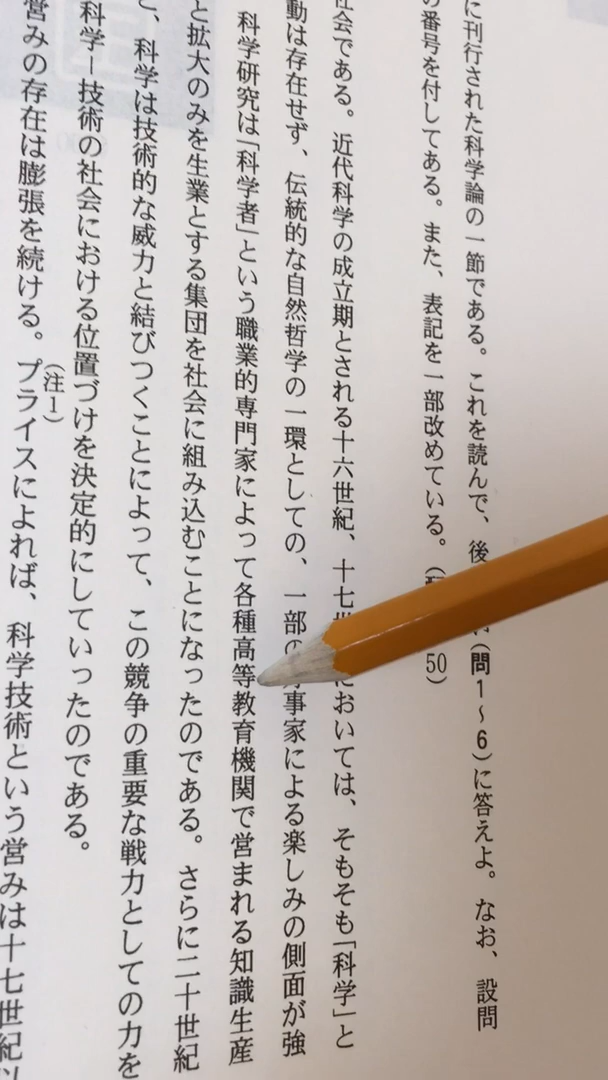 に刊行された科学論の一節である。これを読んで、後 (問1~6)に答えよ。なお、設問
の番号を付してある。また、表記を一部改めている。( 50)
社会である。近代科学の成立期とされる十六世紀、十七 においては、そもそも「科学」と
動は存在せず、伝統的な自然哲学の一環としての、一部の 事家による楽しみの側面が強
科学研究は「科学者」という職業的専門家によって各種高等教育機関で営まれる知識生産
と拡大のみを生業とする集団を社会に組み込むことになったのである。さらに二十世紀
、科学は技術的な威力と結びつくことによって、この競争の重要な戦力としての力を
科学―技術の社会における位置づけを決定的にしていったのである。
(注1)
営みの存在は膨張を続ける。プライスによれば、科学技術という営みは十七世紀以